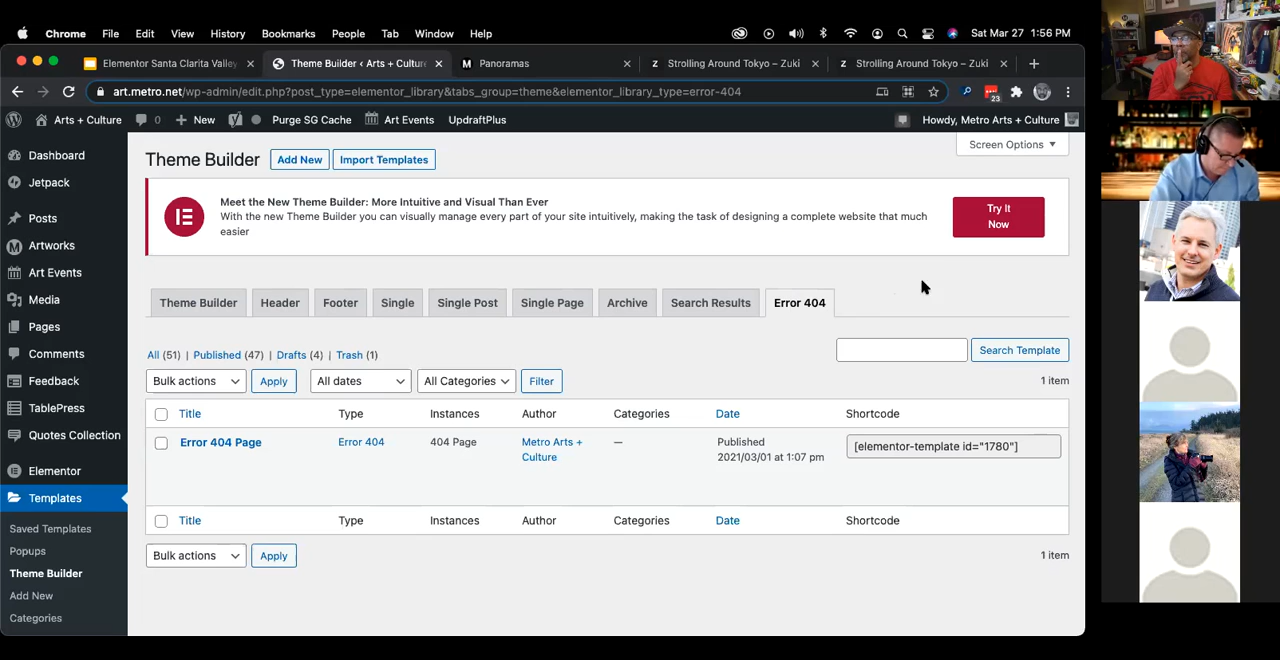 Chrome File Edit View History Bookmarks People Tab Window Help Sat Mar 27 1:56 PM
Elementor Santa Clarita Valley Theme Builder ‹ Arts + Cultur Panoramas Strolling Around Tokyo – Zuki Strolling Around Tokyo – Zuki
art.metro.net/wp-admin/edit.php?post_type=elementor_library&tabs_group=theme&elementor_library_type=error-404 23
Arts + Culture 0 New Purge SG Cache Art Events UpdraftPlus Howdy, Metro Arts + Culture
Screen Options
Dashboard
Jetpack
Posts
Artworks
Art Events
Media
Pages
Comments
Feedback
TablePress
Quotes Collection
Elementor
Templates
Saved Templates
Popups
Theme Builder
Add New
Categories
Theme Builder Add New Import Templates
Meet the New Theme Builder: More Intuitive and Visual Than Ever
With the new Theme Builder you can visually manage every part of your site intuitively, making the task of designing a complete website that much
easier
Try It
Now
Theme Builder Header Footer Single Single Post Single Page Archive Search Results Error 404
All (51) | Published (47) | Drafts (4) | Trash (1)
Search Template
Bulk actions Apply All dates All Categories Filter 1 item
Title Type Instances Author Categories Date Shortcode
Error 404 Page Error 404 404 Page Metro Arts + Culture — Published 2021/03/01 at 1:07 pm [elementor-template id="1780"]
Title Type Instances Author Categories Date Shortcode
Bulk actions Apply 1 item